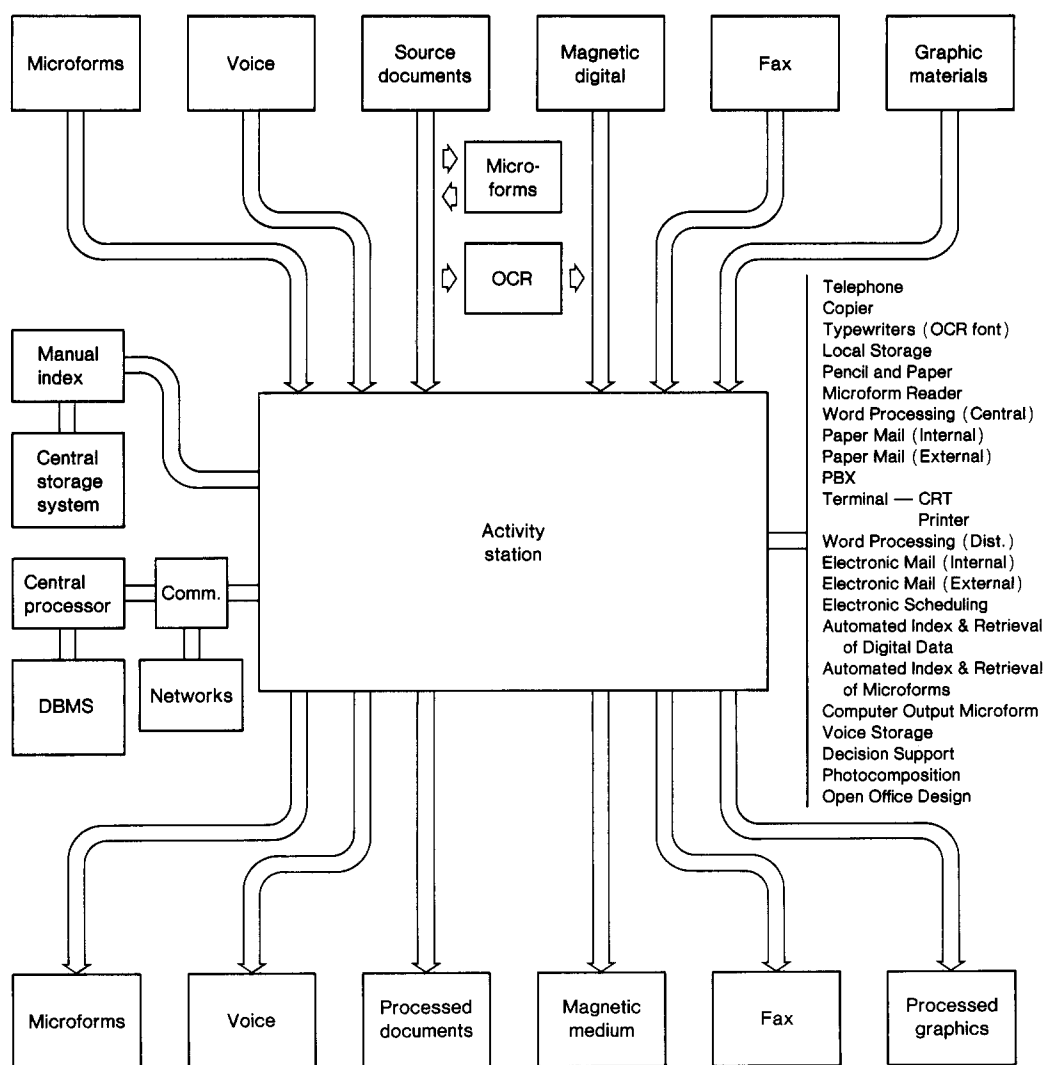 Microforms
Voice
Source
documents
Magnetic
digital
Fax
Graphic
materials
Micro-
forms
OCR
Manual
index
Central
storage
system
Central
processor
Comm.
DBMS
Networks
Activity
station
Telephone
Copier
Typewriters (OCR font)
Local Storage
Pencil and Paper
Microform Reader
Word Processing (Central)
Paper Mail (Internal)
Paper Mail (External)
PBX
Terminal — CRT
Printer
Word Processing (Dist.)
Electronic Mail (Internal)
Electronic Mail (External)
Electronic Scheduling
Automated Index & Retrieval
of Digital Data
Automated Index & Retrieval
of Microforms
Computer Output Microform
Voice Storage
Decision Support
Photocomposition
Open Office Design
Microforms
Voice
Processed
documents
Magnetic
medium
Fax
Processed
graphics